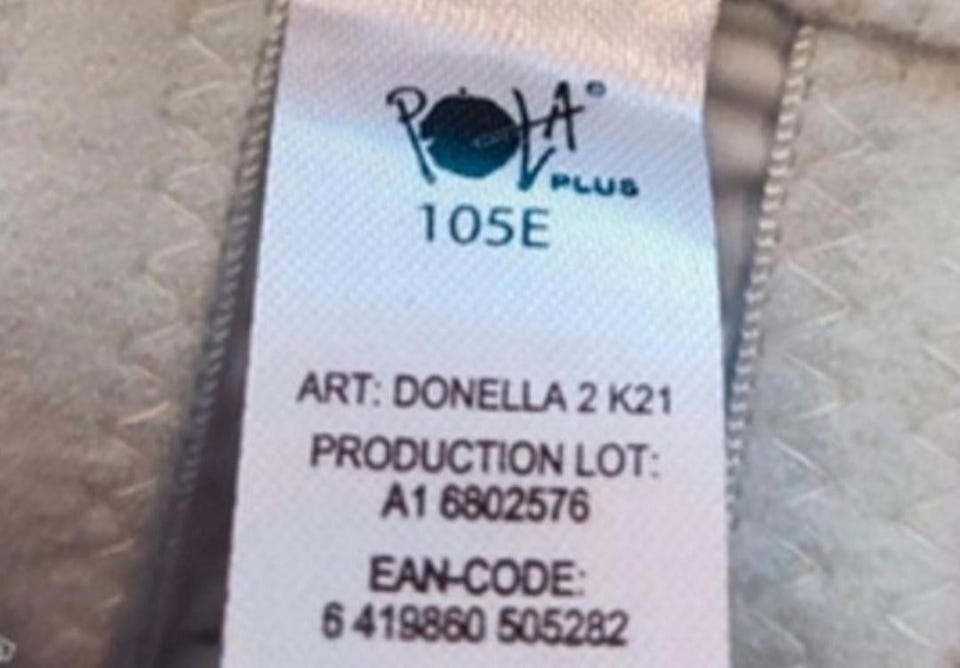 POLA®
PLUS
105E
ART: DONELLA 2 K21
PRODUCTION LOT:
A1 6802576
EAN-CODE:
6 419860 505282